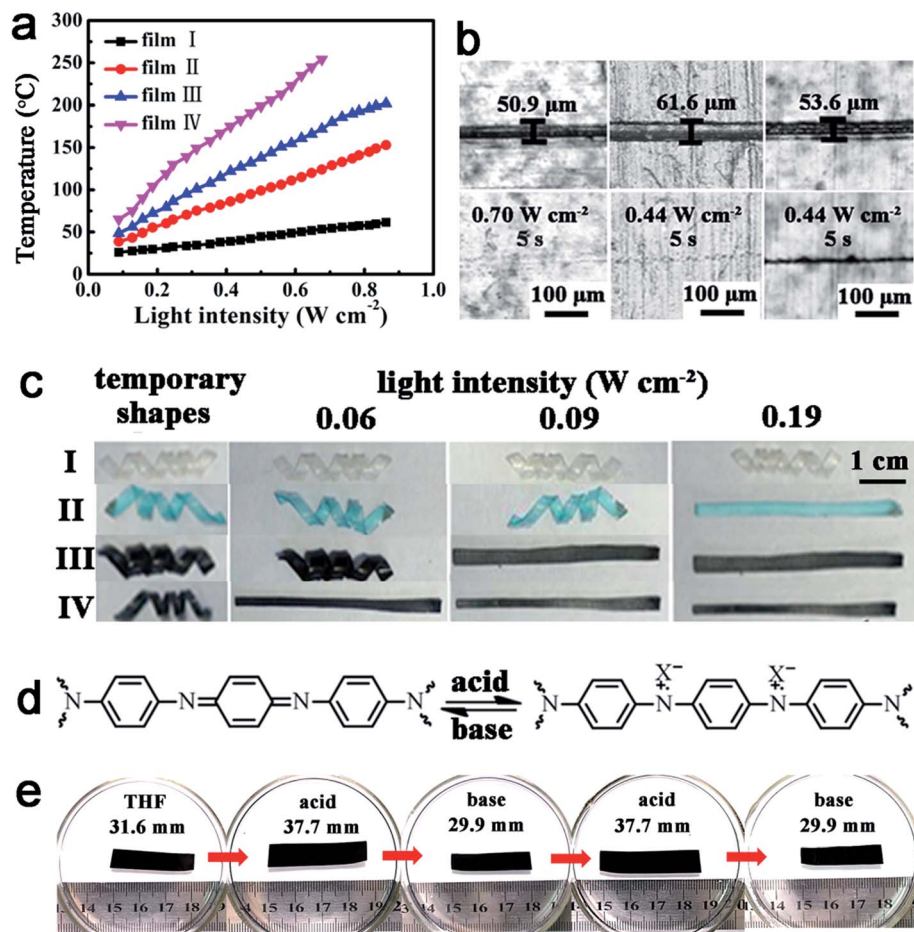 a
300
250
200
150
100
50
0
Temperature (°C)
film I
film II
film III
film IV
0.0 0.2 0.4 0.6 0.8 1.0
Light intensity (W cm⁻²)
b
50.9 µm 61.6 µm 53.6 µm
0.70 W cm⁻² 0.44 W cm⁻² 0.44 W cm⁻²
5 s 5 s 5 s
100 µm 100 µm 100 µm
c
temporary shapes
light intensity (W cm⁻²)
0.06 0.09 0.19
I
1 cm
II
III
IV
d
N N N N
acid
base
X⁻ X⁻
N N N N
e
THF acid base acid base
31.6 mm 37.7 mm 29.9 mm 37.7 mm 29.9 mm